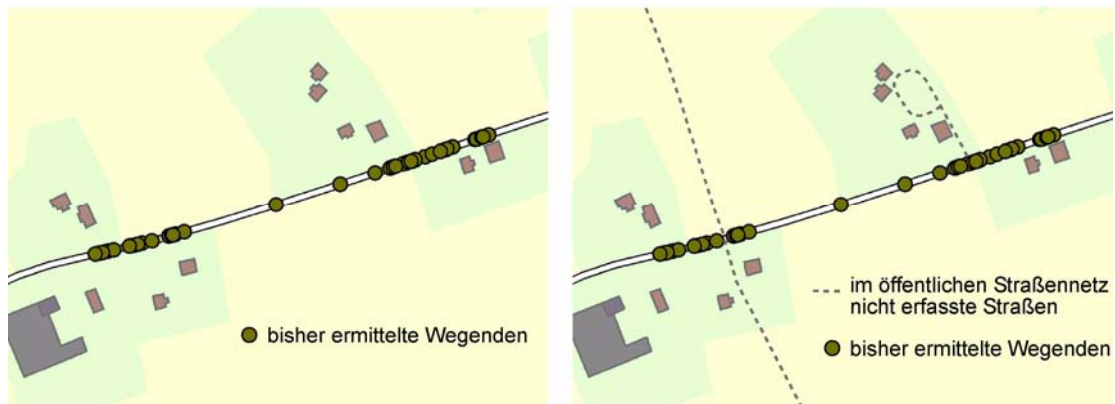 bisher ermittelte Wegenden
im öffentlichen Straßennetz
nicht erfasste Straßen
bisher ermittelte Wegenden